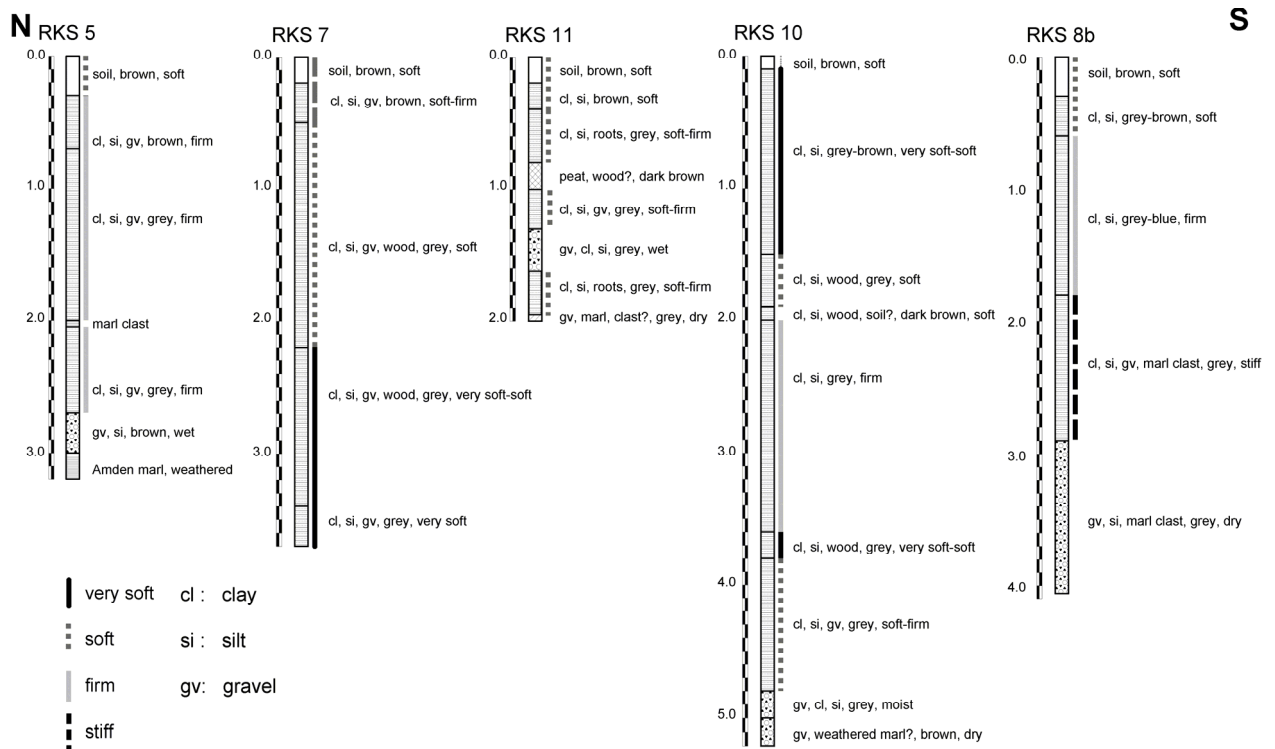 N
S
RKS 5
0.0
soil, brown, soft
cl, si, gv, brown, firm
1.0
cl, si, gv, grey, firm
2.0
marl clast
cl, si, gv, grey, firm
gv, si, brown, wet
3.0
Amden marl, weathered
RKS 7
0.0
soil, brown, soft
cl, si, gv, brown, soft-firm
1.0
cl, si, gv, wood, grey, soft
2.0
cl, si, gv, wood, grey, very soft-soft
3.0
cl, si, gv, grey, very soft
RKS 11
0.0
soil, brown, soft
cl, si, brown, soft
cl, si, roots, grey, soft-firm
peat, wood?, dark brown
1.0
cl, si, gv, grey, soft-firm
gv, cl, si, grey, wet
cl, si, roots, grey, soft-firm
2.0
gv, marl, clast?, grey, dry
RKS 10
0.0
soil, brown, soft
cl, si, grey-brown, very soft-soft
1.0
cl, si, wood, grey, soft
cl, si, wood, soil?, dark brown, soft
2.0
cl, si, grey, firm
3.0
cl, si, wood, grey, very soft-soft
4.0
cl, si, gv, grey, soft-firm
gv, cl, si, grey, moist
5.0
gv, weathered marl?, brown, dry
RKS 8b
0.0
soil, brown, soft
cl, si, grey-brown, soft
1.0
cl, si, grey-blue, firm
2.0
cl, si, gv, marl clast, grey, stiff
3.0
gv, si, marl clast, grey, dry
4.0
very soft
cl : clay
soft
si : silt
firm
gv: gravel
stiff